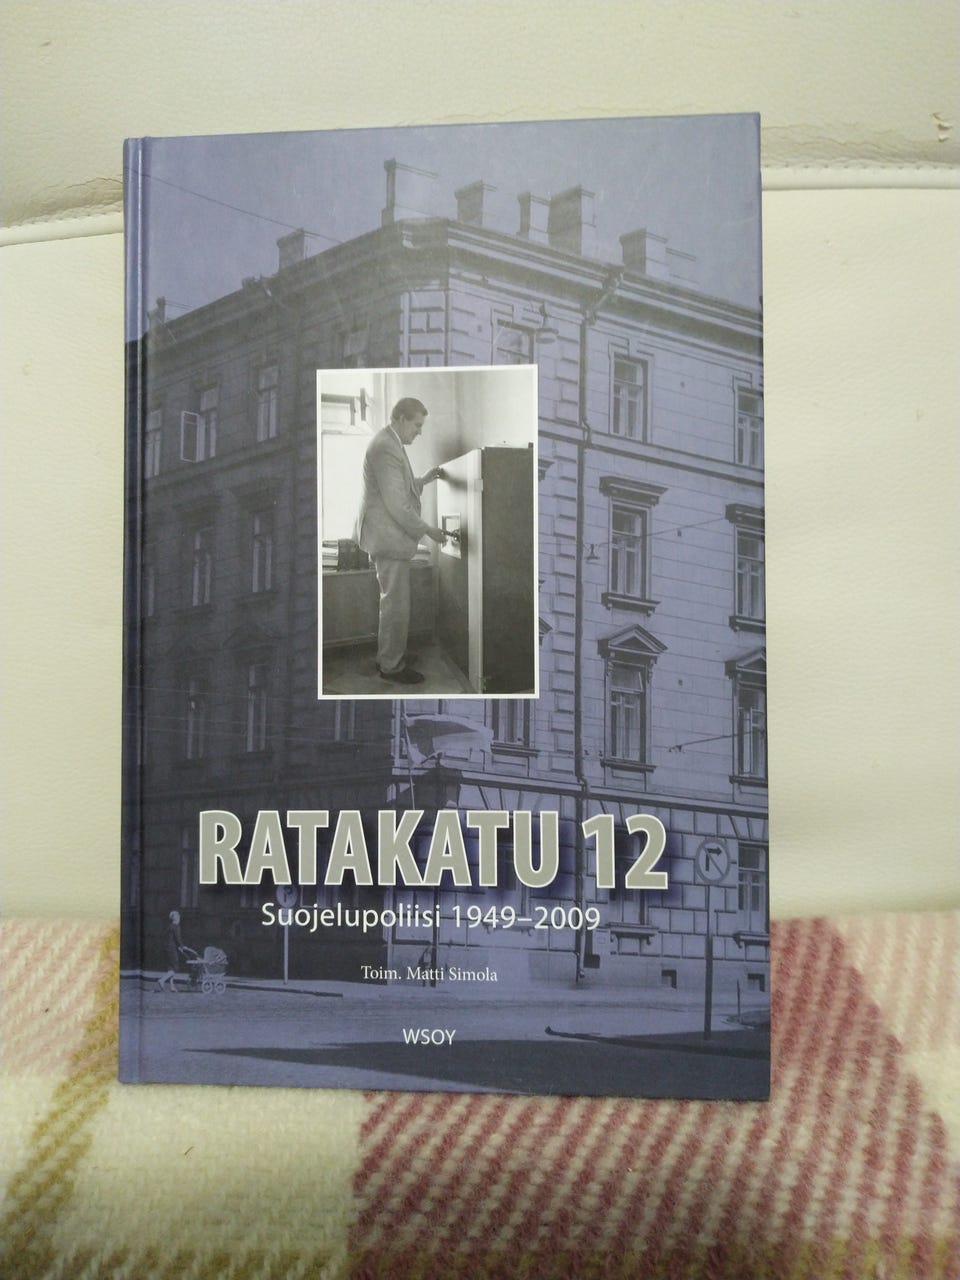 RATAKATU 12
Suojelupoliisi 1949–2009
Toim. Matti Simola
WSOY